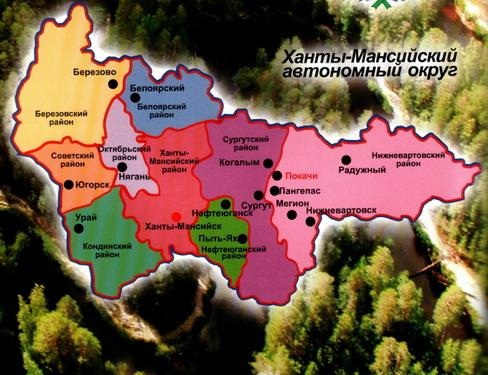 Ханты-Мансийский
автономный округ
Березово
Белоярский
Березовский
район
Белоярский
район
Октябрьский
район
Ханты-
Мансийский
район
Сургутский
район
Когалым
Нижневартовский
район
Советский
район
Нягань
Покачи
Радужный
Югорск
Пангепас
Мегион
Сургут
Нефтеюганск
Нижневартовск
Урай
Ханты-Мансийск
Пыть-Ях
Нефтеюганский
район
Кондинский
район